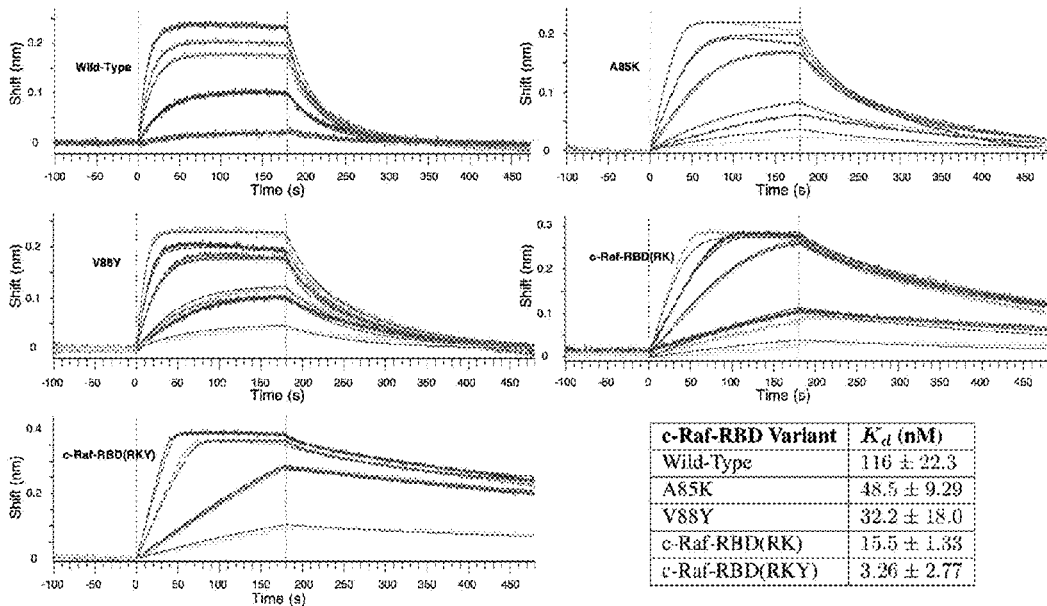 0.2
0.1
0
Shift (nm)
Wild-Type
-100 -50 0 50 100 150 200 250 300 350 400 450
Time (s)
0.2
0.1
0
Shift (nm)
A85K
-100 -50 0 50 100 150 200 250 300 350 400 450
Time (s)
0.2
0.1
0
Shift (nm)
V88Y
-100 -50 0 50 100 150 200 250 300 350 400 450
Time (s)
0.3
0.2
0.1
0
Shift (nm)
c-Raf-RBD(RK)
-100 -50 0 50 100 150 200 250 300 350 400 450
Time (s)
0.4
0.2
0
Shift (nm)
c-Raf-RBD(RKY)
-100 -50 0 50 100 150 200 250 300 350 400 450
Time (s)
c-Raf-RBD Variant Kd (nM)
Wild-Type 116 ± 22.3
A85K 48.5 ± 9.29
V88Y 32.2 ± 18.0
c-Raf-RBD(RK) 15.5 ± 1.33
c-Raf-RBD(RKY) 3.26 ± 2.77